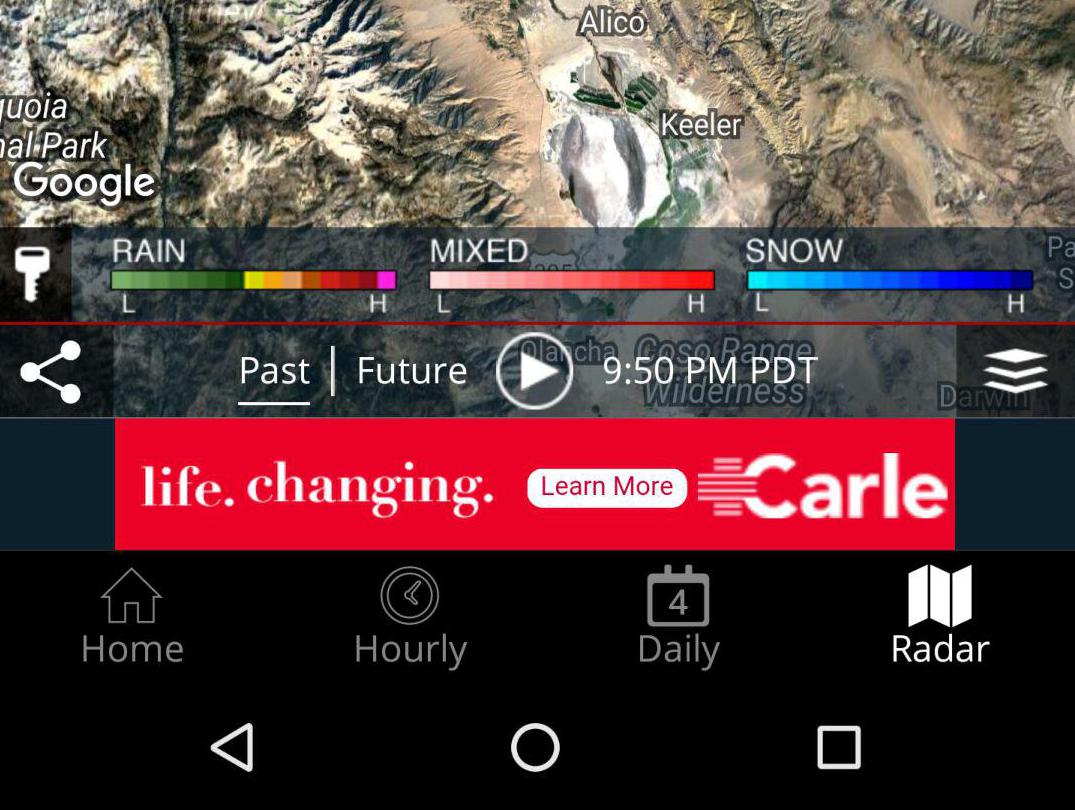 Alico
quoia
Keeler
nal Park
Google
RAIN MIXED SNOW
395
Pa
S
L H L H L H
Olancha Coso Range
Past | Future 9:50 PM PDT
Wilderness
Darwin
life. changing. Learn More Carle
4
Home Hourly Daily Radar